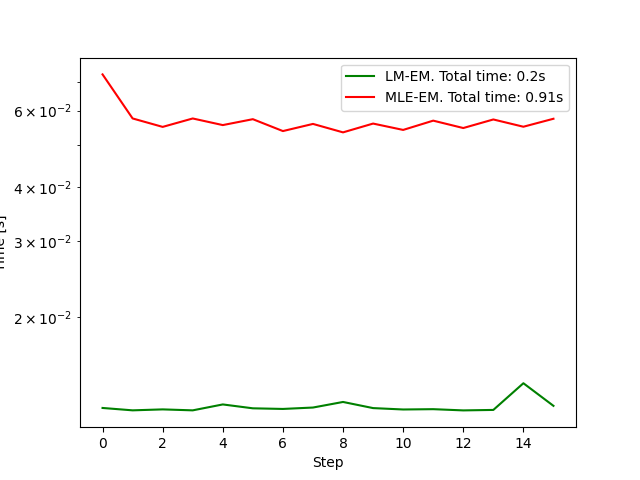 LM-EM. Total time: 0.2s
MLE-EM. Total time: 0.91s
6 × 10⁻²
4 × 10⁻²
3 × 10⁻²
2 × 10⁻²
[s]
0 2 4 6 8 10 12 14
Step